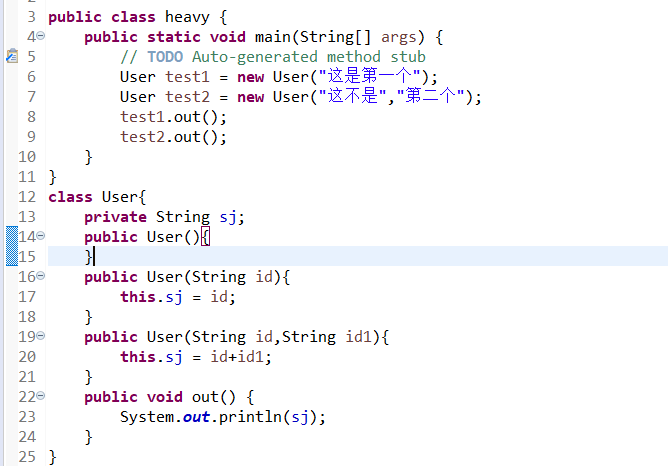 2
3 public class heavy {
4 public static void main(String[] args) {
5 // TODO Auto-generated method stub
6 User test1 = new User("这是第一个");
7 User test2 = new User("这不是","第二个");
8 test1.out();
9 test2.out();
10 }
11 }
12 class User{
13 private String sj;
14 public User(){
15 }
16 public User(String id){
17 this.sj = id;
18 }
19 public User(String id,String id1){
20 this.sj = id+id1;
21 }
22 public void out() {
23 System.out.println(sj);
24 }
25 }